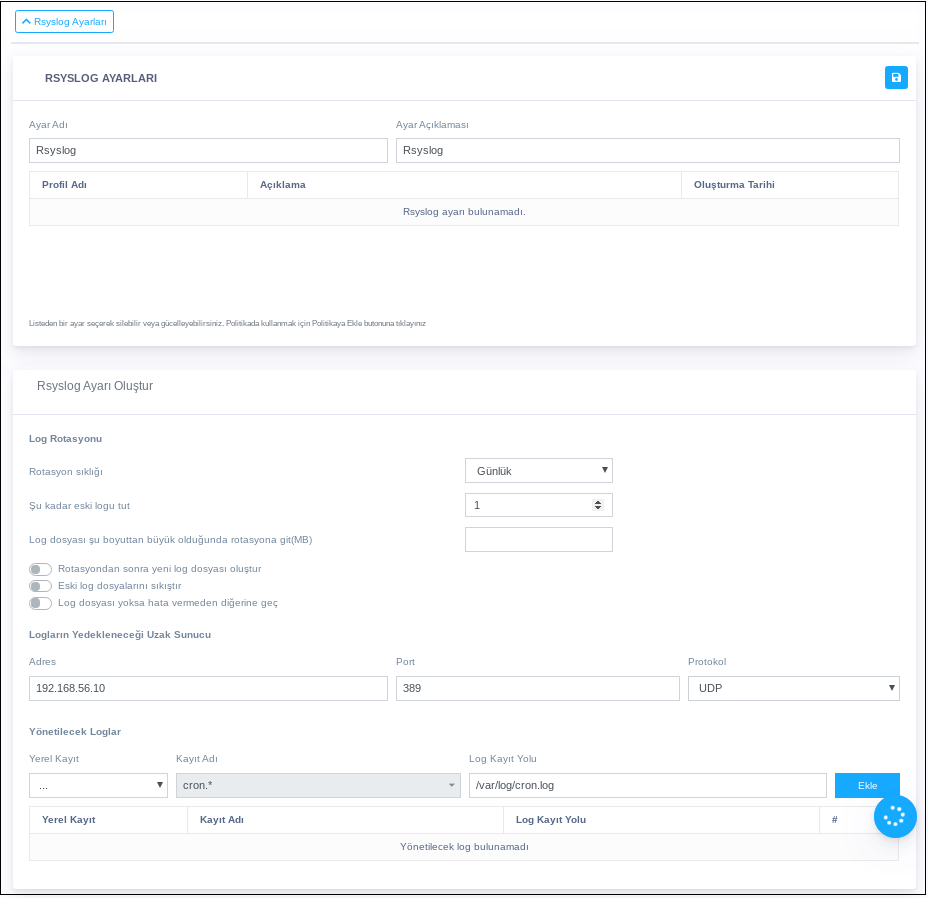 Rsyslog Ayarları
RSYSLOG AYARLARI
Ayar Adı Ayar Açıklaması
Rsyslog Rsyslog
Profil Adı Açıklama Oluşturma Tarihi
Rsyslog ayarı bulunamadı.
Listeden bir ayar seçerek silebilir veya gücelleyebilirsiniz. Politikada kullanmak için Politikaya Ekle butonuna tıklayınız
Rsyslog Ayarı Oluştur
Log Rotasyonu
Rotasyon sıklığı Günlük
Şu kadar eski logu tut 1
Log dosyası şu boyuttan büyük olduğunda rotasyona git(MB)
Rotasyondan sonra yeni log dosyası oluştur
Eski log dosyalarını sıkıştır
Log dosyası yoksa hata vermeden diğerine geç
Logların Yedekleneceği Uzak Sunucu
Adres Port Protokol
192.168.56.10 389 UDP
Yönetilecek Loglar
Yerel Kayıt Kayıt Adı Log Kayıt Yolu
... cron.* /var/log/cron.log Ekle
Yerel Kayıt Kayıt Adı Log Kayıt Yolu #
Yönetilecek log bulunamadı